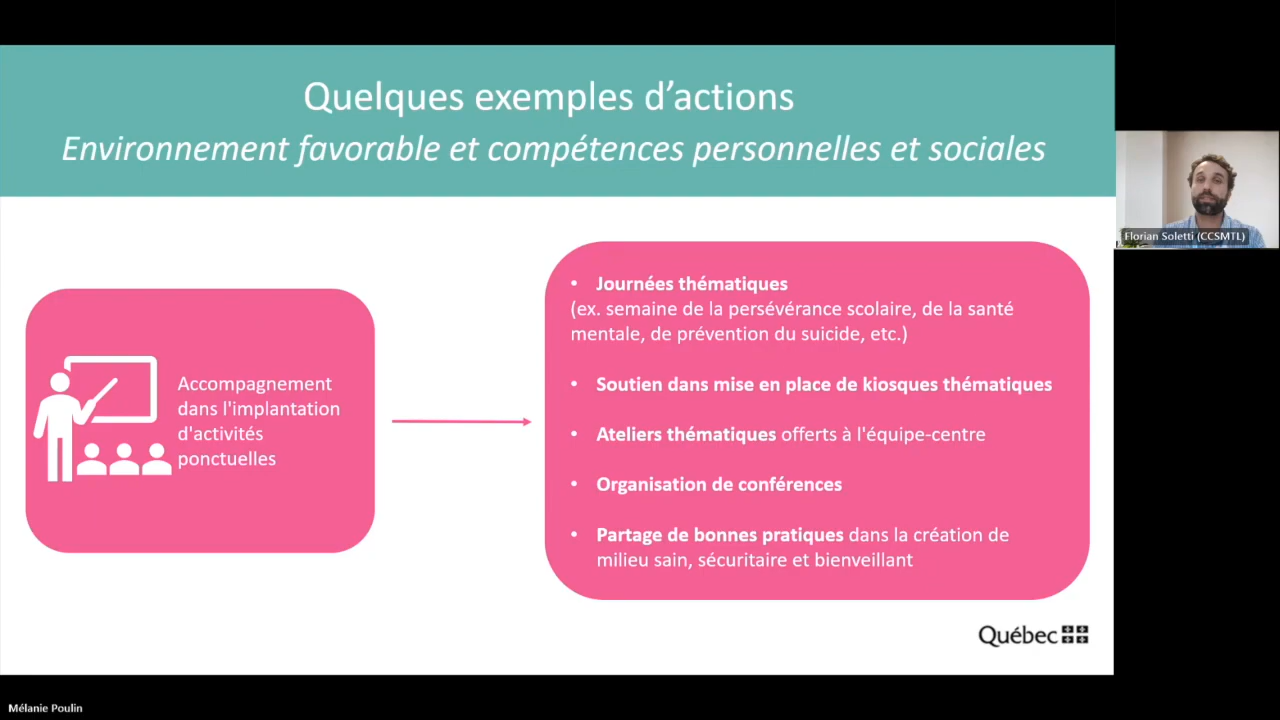 Quelques exemples d’actions
Environnement favorable et compétences personnelles et sociales
Florian Soletti (CCSMTL)
Accompagnement
dans l'implantation
d'activités
ponctuelles
• Journées thématiques
(ex. semaine de la persévérance scolaire, de la santé
mentale, de prévention du suicide, etc.)
• Soutien dans mise en place de kiosques thématiques
• Ateliers thématiques offerts à l'équipe-centre
• Organisation de conférences
• Partage de bonnes pratiques dans la création de
milieu sain, sécuritaire et bienveillant
Québec
Mélanie Poulin